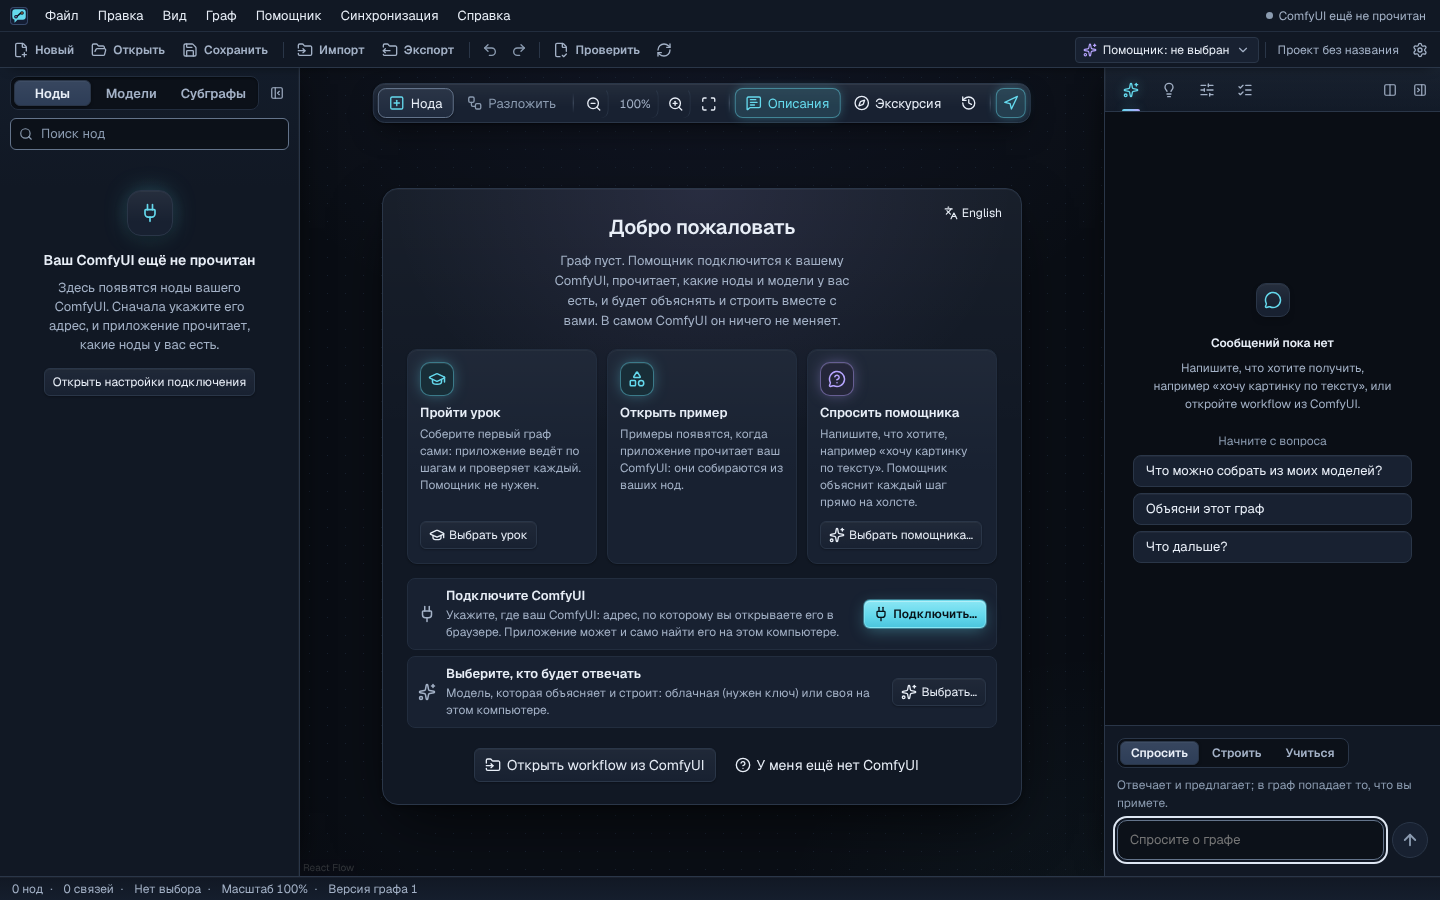 Файл Правка Вид Граф Помощник Синхронизация Справка
ComfyUI ещё не прочитан
Новый Открыть Сохранить Импорт Экспорт Проверить
Помощник: не выбран
Проект без названия
Ноды Модели Субграфы
Поиск нод
Ваш ComfyUI ещё не прочитан
Здесь появятся ноды вашего
ComfyUI. Сначала укажите его
адрес, и приложение прочитает,
какие ноды у вас есть.
Открыть настройки подключения
Нода Разложить 100% Описания Экскурсия
English
Добро пожаловать
Граф пуст. Помощник подключится к вашему
ComfyUI, прочитает, какие ноды и модели у вас
есть, и будет объяснять и строить вместе с
вами. В самом ComfyUI он ничего не меняет.
Пройти урок
Соберите первый граф
сами: приложение ведёт по
шагам и проверяет каждый.
Помощник не нужен.
Выбрать урок
Открыть пример
Примеры появятся, когда
приложение прочитает ваш
ComfyUI: они собираются из
ваших нод.
Спросить помощника
Напишите, что хотите,
например «хочу картинку
по тексту». Помощник
объяснит каждый шаг
прямо на холсте.
Выбрать помощника…
Подключите ComfyUI
Укажите, где ваш ComfyUI: адрес, по которому вы открываете его в
браузере. Приложение может и само найти его на этом компьютере.
Подключить…
Выберите, кто будет отвечать
Модель, которая объясняет и строит: облачная (нужен ключ) или своя на
этом компьютере.
Выбрать…
Открыть workflow из ComfyUI
У меня ещё нет ComfyUI
React Flow
Сообщений пока нет
Напишите, что хотите получить,
например «хочу картинку по тексту», или
откройте workflow из ComfyUI.
Начните с вопроса
Что можно собрать из моих моделей?
Объясни этот граф
Что дальше?
Спросить Строить Учиться
Отвечает и предлагает; в граф попадает то, что вы
примете.
Спросите о графе
0 нод · 0 связей · Нет выбора · Масштаб 100% · Версия графа 1